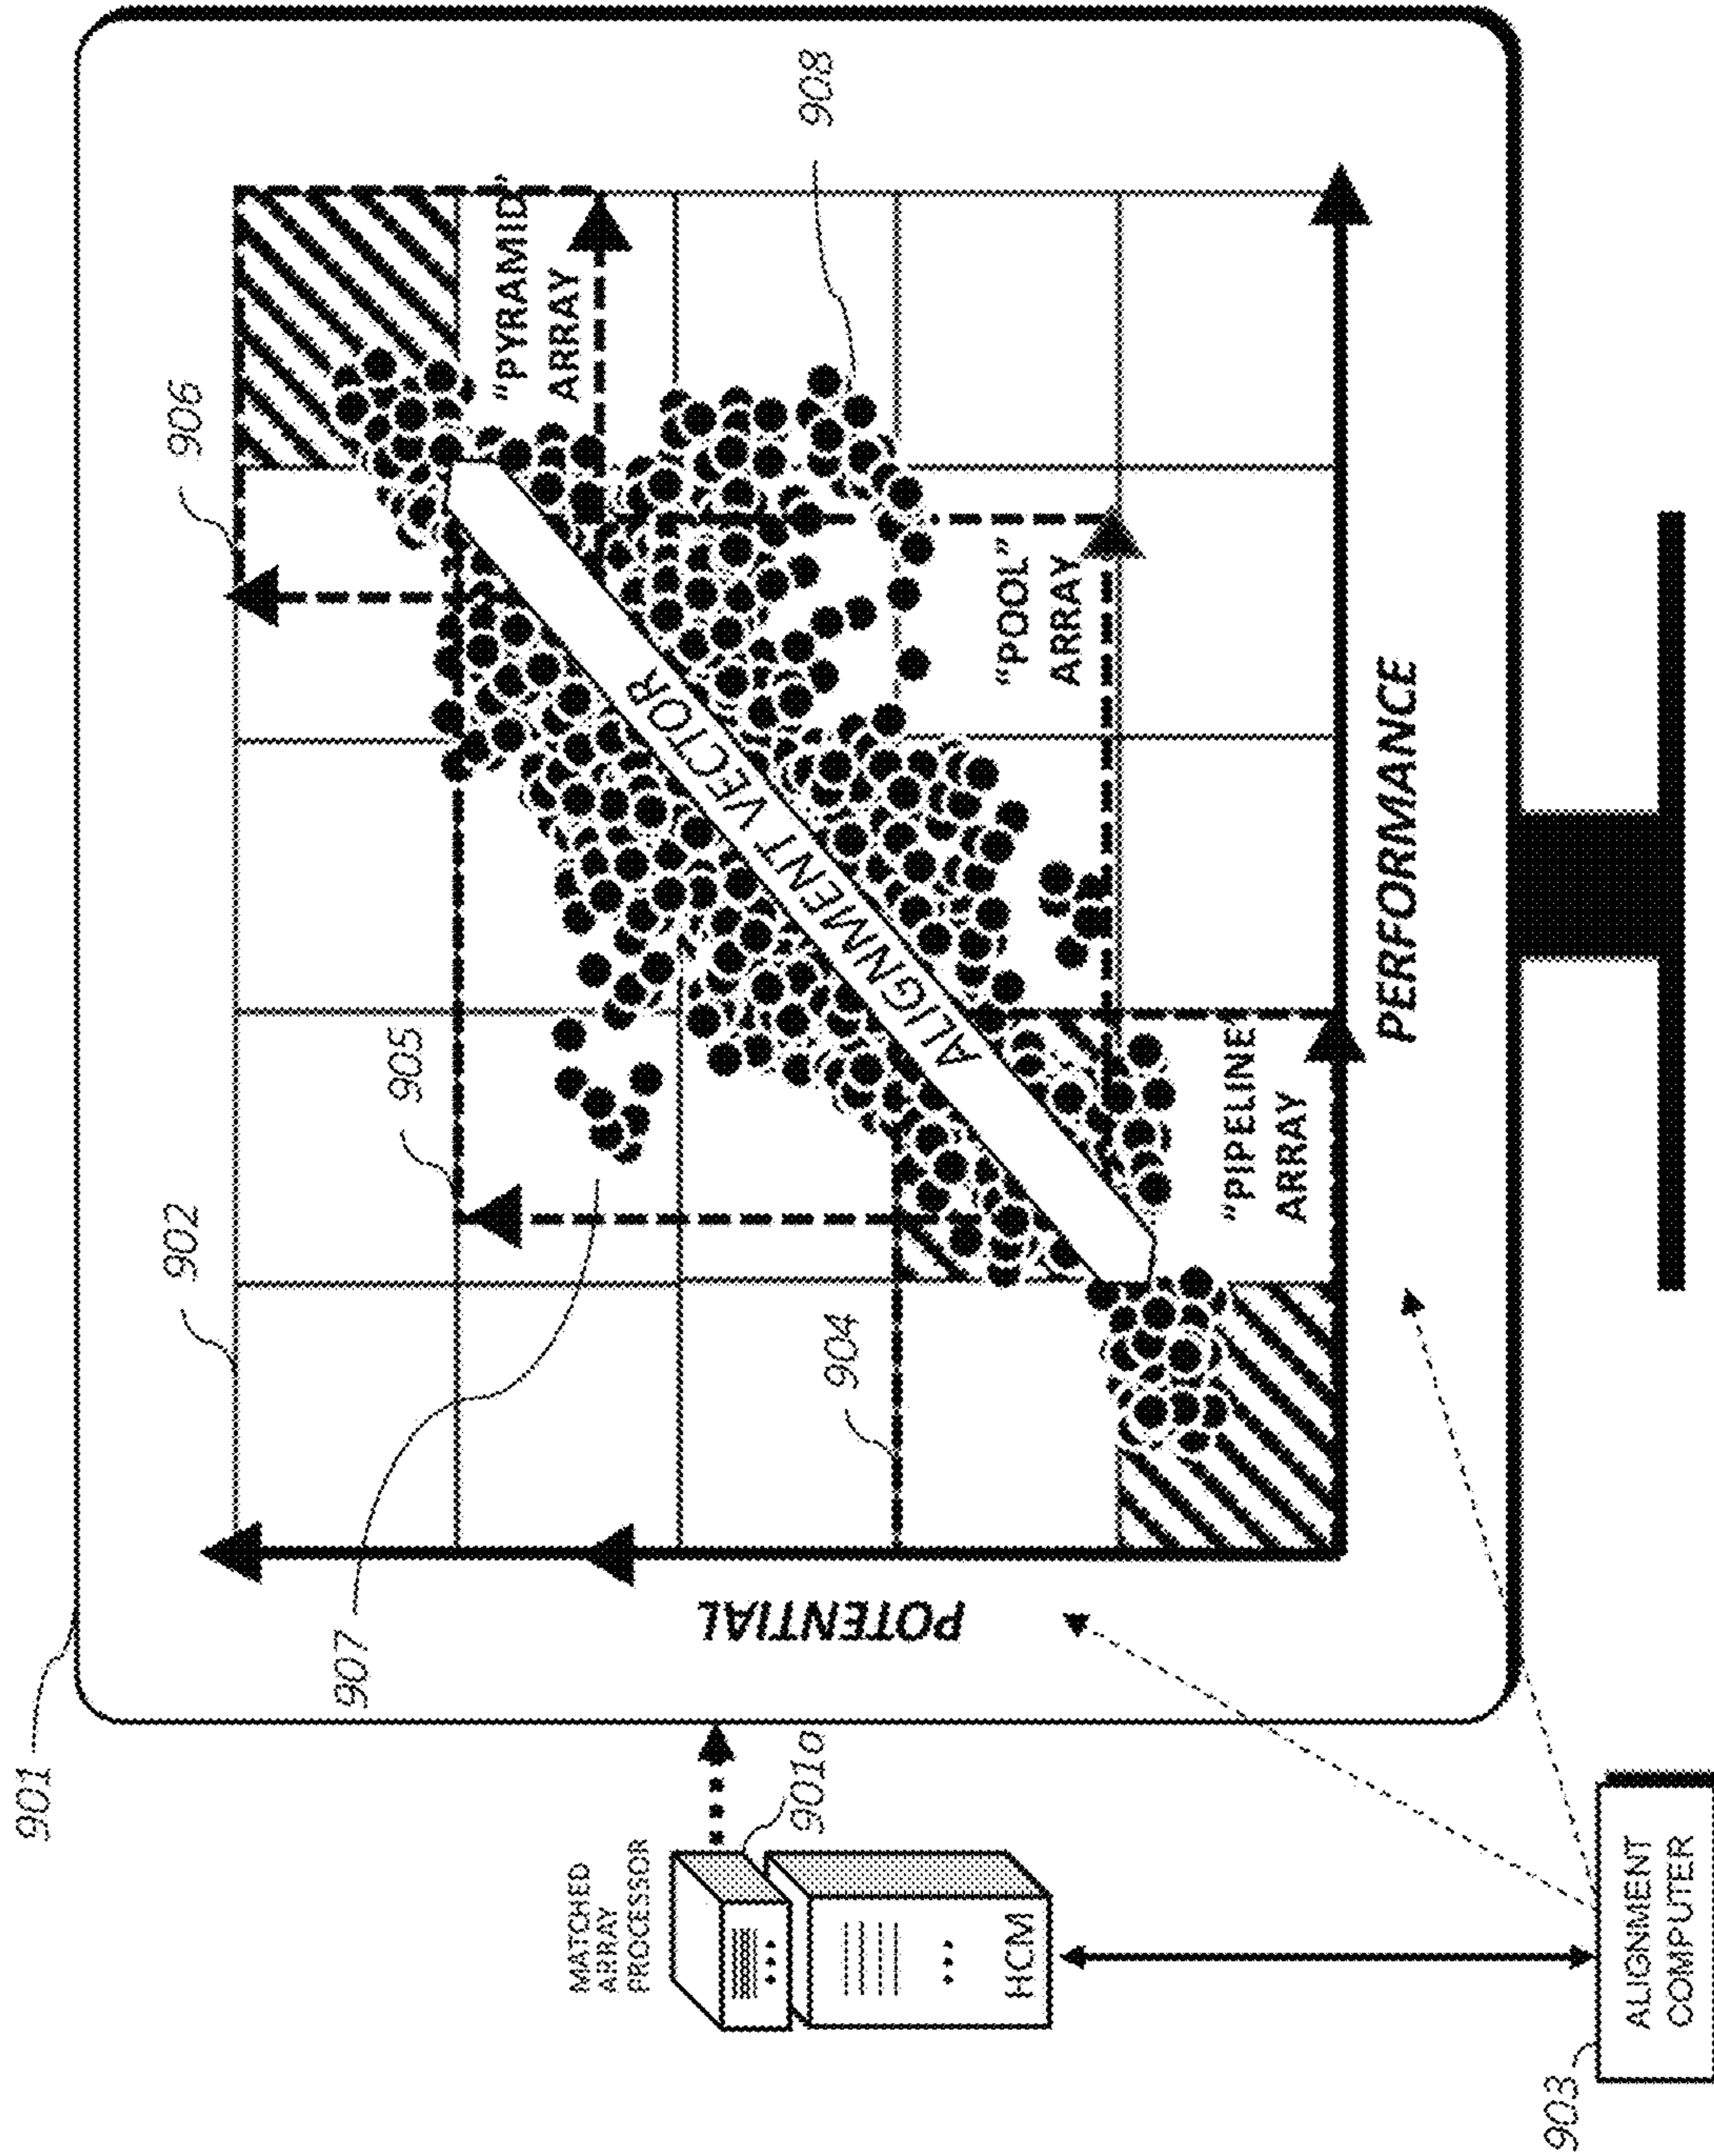 901
902
905
906
907
904
908
"PYRAMID"
ARRAY
"POOL"
ARRAY
"PIPELINE
ARRAY
ALIGNMENT VECTOR
POTENTIAL
PERFORMANCE
MATCHED
ARRAY
PROCESSOR
901a
HCM
903
ALIGNMENT
COMPUTER